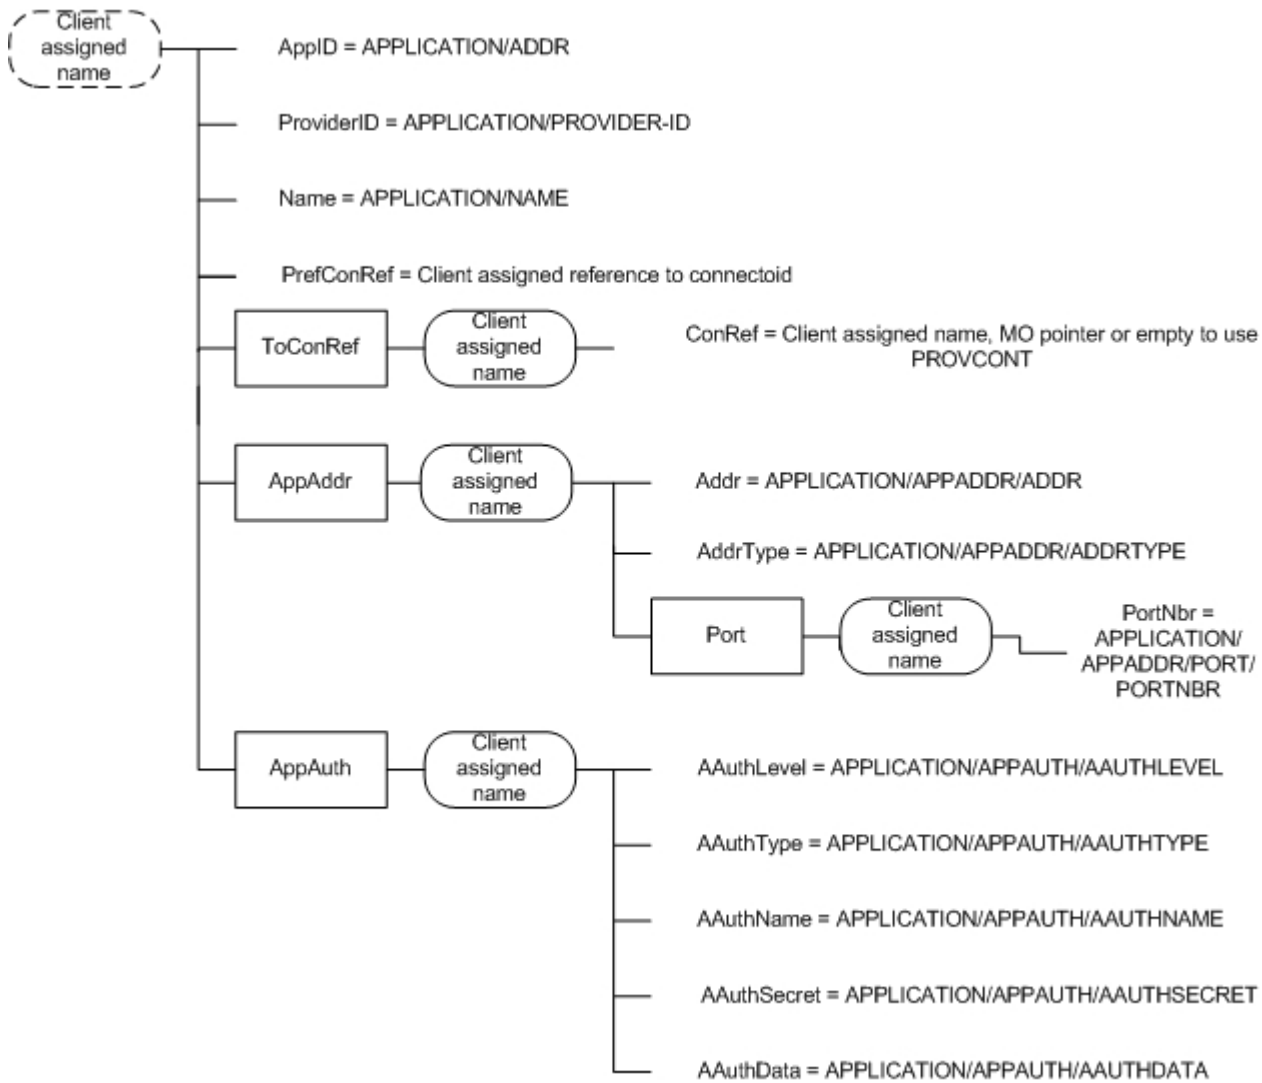 Client
assigned
name
AppID = APPLICATION/ADDR
ProviderID = APPLICATION/PROVIDER-ID
Name = APPLICATION/NAME
PrefConRef = Client assigned reference to connectoid
ToConRef
Client
assigned
name
ConRef = Client assigned name, MO pointer or empty to use
PROVCONT
AppAddr
Client
assigned
name
Addr = APPLICATION/APPADDR/ADDR
AddrType = APPLICATION/APPADDR/ADDRTYPE
Port
Client
assigned
name
PortNbr =
APPLICATION/
APPADDR/PORT/
PORTNBR
AppAuth
Client
assigned
name
AAuthLevel = APPLICATION/APPAUTH/AAUTHLEVEL
AAuthType = APPLICATION/APPAUTH/AAUTHTYPE
AAuthName = APPLICATION/APPAUTH/AAUTHNAME
AAuthSecret = APPLICATION/APPAUTH/AAUTHSECRET
AAuthData = APPLICATION/APPAUTH/AAUTHDATA